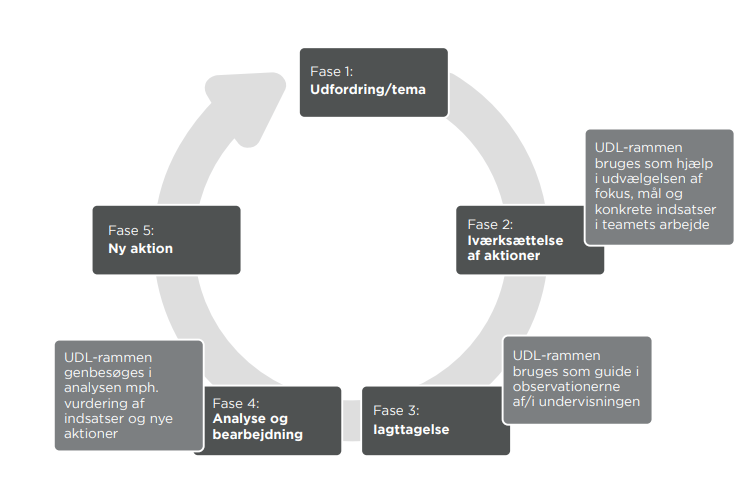 Fase 1:
Udfordring/tema
UDL-rammen
bruges som hjælp
i udvælgelsen af
fokus, mål og
konkrete indsatser
i teamets arbejde
Fase 2:
Iværksættelse
af aktioner
UDL-rammen
bruges som guide i
observationerne
af/i undervisningen
Fase 3:
Iagttagelse
Fase 4:
Analyse og
bearbejdning
UDL-rammen
genbesøges i
analysen mph.
vurdering af
indsatser og nye
aktioner
Fase 5:
Ny aktion